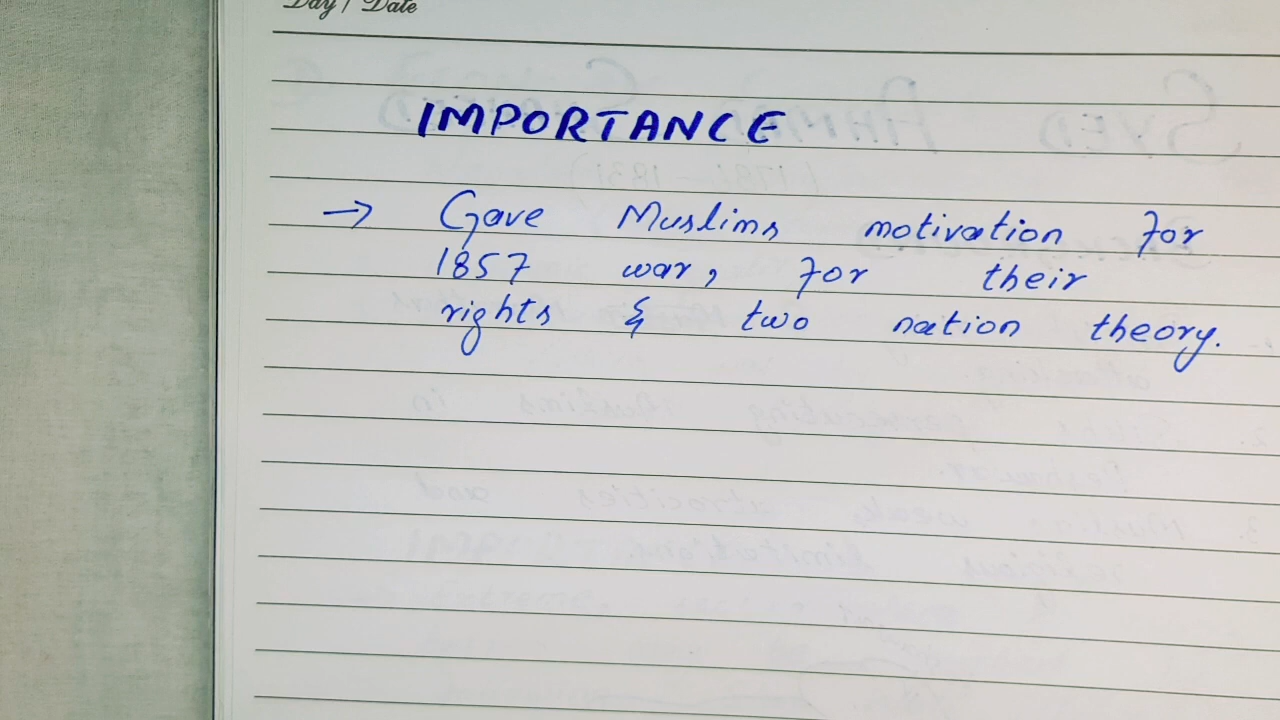 Day / Date
IMPORTANCE
→ Gave Muslims motivation for
1857 war, for their
rights & two nation theory.